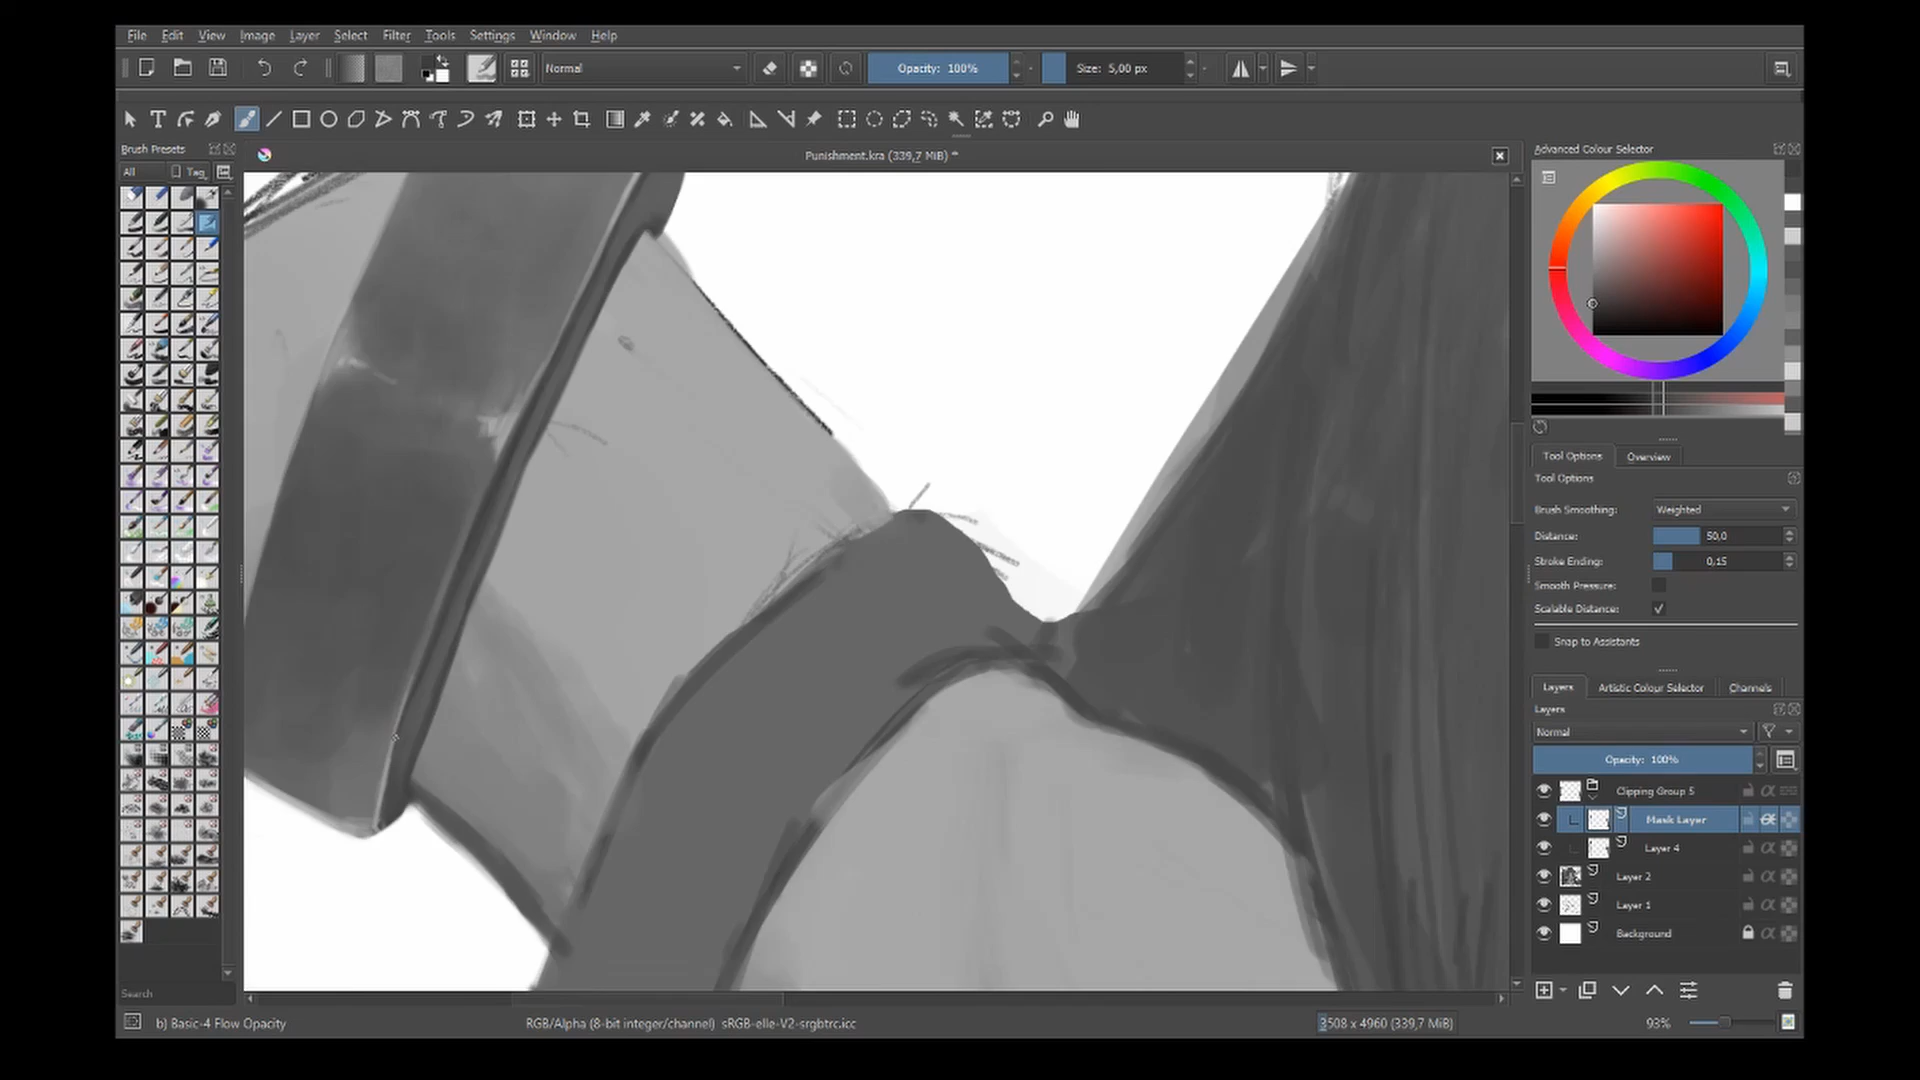 File Edit View Image Layer Select Filter Tools Settings Window Help
Normal Opacity: 100% Size: 5,00 px
Brush Presets
Punishment.kra (339,7 MiB) *
Advanced Colour Selector
All Tag
Tool Options Overview
Tool Options
Brush Smoothing: Weighted
Distance: 50,0
Stroke Ending: 0,15
Smooth Pressure:
Scalable Distance: ✓
Snap to Assistants
Layers Artistic Colour Selector Channels
Layers
Normal
Opacity: 100%
Clipping Group 5
Mask Layer
Layer 4
Layer 2
Layer 1
Background
Search
b) Basic-4 Flow Opacity RGB/Alpha (8-bit integer/channel) sRGB-elle-V2-srgbtrc.icc 3508 x 4960 (339,7 MiB) 93%